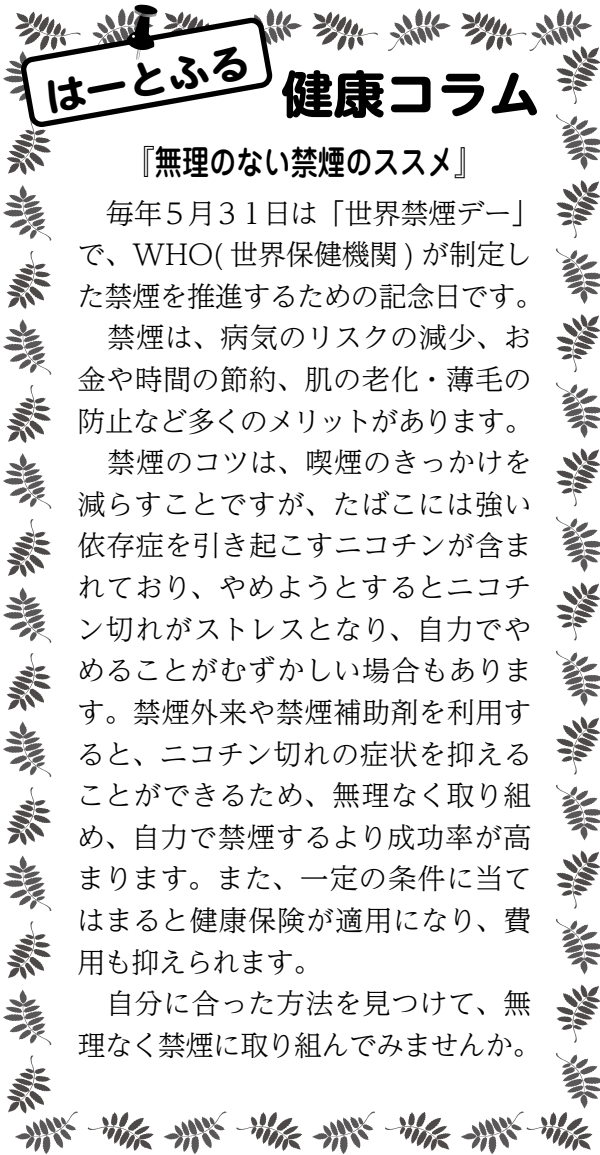 はーとふる
健康コラム
『無理のない禁煙のススメ』
　毎年５月３１日は「世界禁煙デー」
で、WHO( 世界保健機関 ) が制定し
た禁煙を推進するための記念日です。
　禁煙は、病気のリスクの減少、お
金や時間の節約、肌の老化・薄毛の
防止など多くのメリットがあります。
　禁煙のコツは、喫煙のきっかけを
減らすことですが、たばこには強い
依存症を引き起こすニコチンが含ま
れており、やめようとするとニコチ
ン切れがストレスとなり、自力でや
めることがむずかしい場合もありま
す。禁煙外来や禁煙補助剤を利用す
ると、ニコチン切れの症状を抑える
ことができるため、無理なく取り組
め、自力で禁煙するより成功率が高
まります。また、一定の条件に当て
はまると健康保険が適用になり、費
用も抑えられます。
　自分に合った方法を見つけて、無
理なく禁煙に取り組んでみませんか。